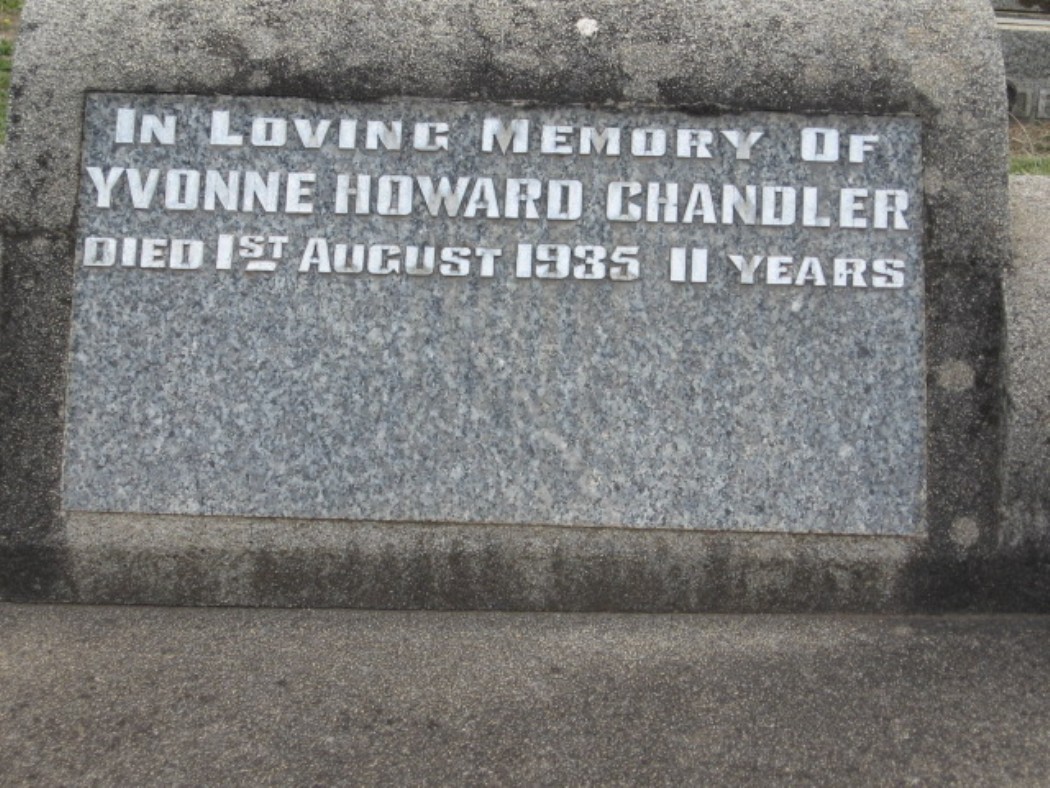 In Loving Memory Of
YVONNE HOWARD CHANDLER
DIED 1ST AUGUST 1935 11 YEARS